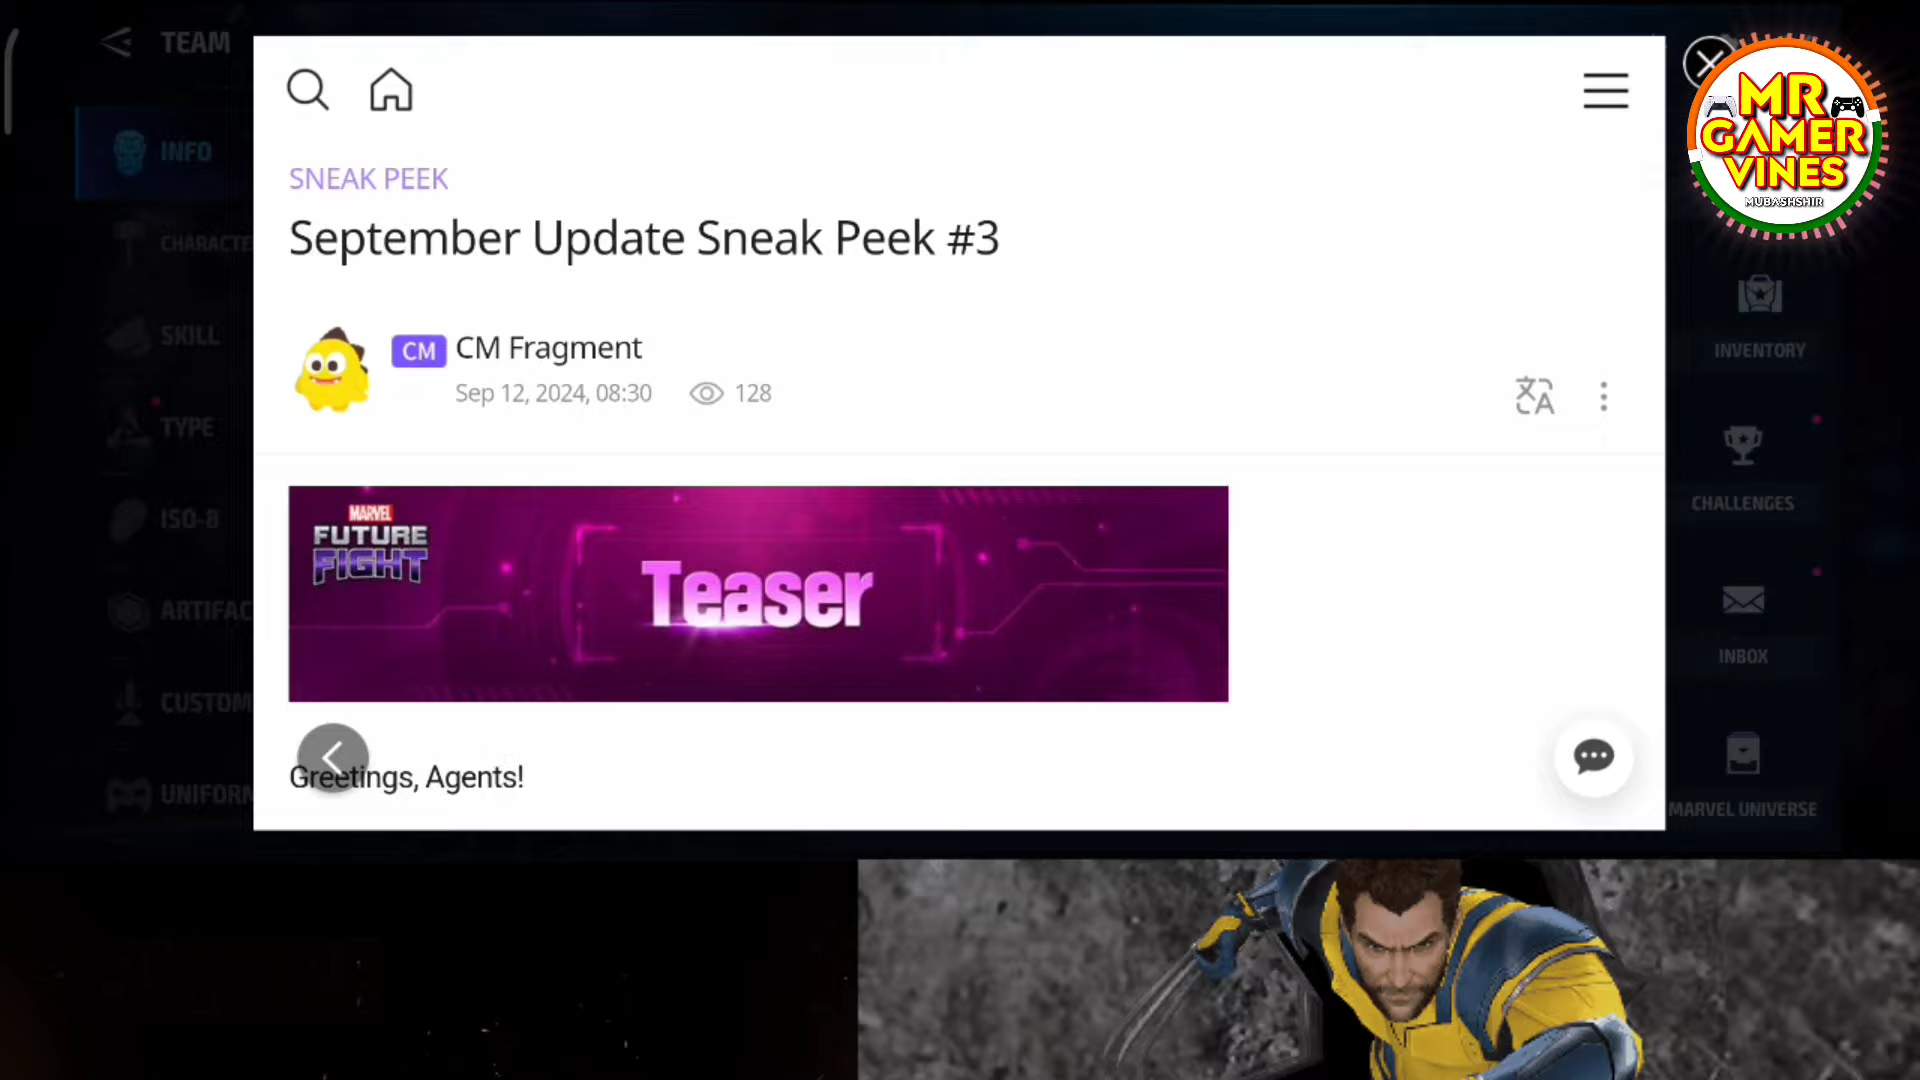 TEAM
INFO
CHARACTE
SKILL
TYPE
ISO-8
ARTIFAC
CUSTOM
UNIFORM
SNEAK PEEK
September Update Sneak Peek #3
CM CM Fragment
Sep 12, 2024, 08:30 128
MARVEL
FUTURE
FIGHT
Teaser
Greetings, Agents!
MR
GAMER
VINES
MUBASHSHIR
INVENTORY
CHALLENGES
INBOX
MARVEL UNIVERSE